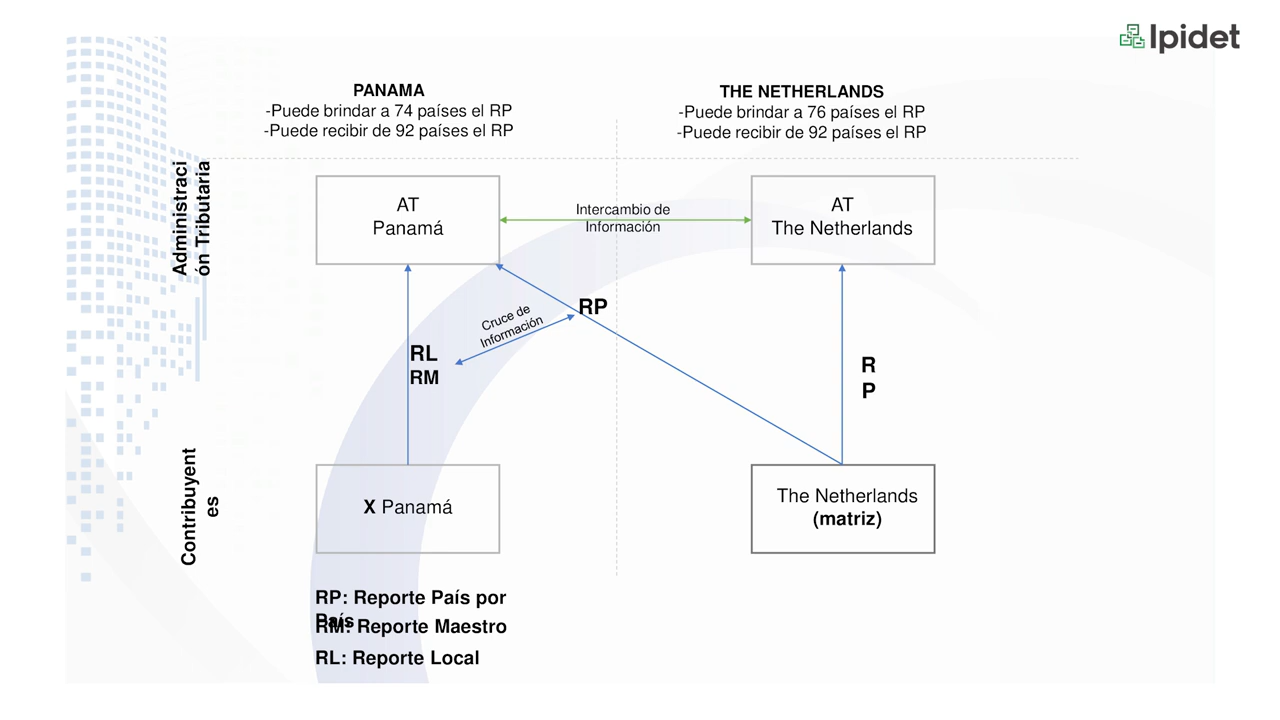 Ipidet
PANAMA
-Puede brindar a 74 países el RP
-Puede recibir de 92 países el RP
THE NETHERLANDS
-Puede brindar a 76 países el RP
-Puede recibir de 92 países el RP
Administraci
ón Tributaria
AT
Panamá
Intercambio de
Información
AT
The Netherlands
RP
Cruce de
Información
RL
RM
R
P
Contribuyent
es
X Panamá
The Netherlands
(matriz)
RP: Reporte País por
País
RM: Reporte Maestro
RL: Reporte Local